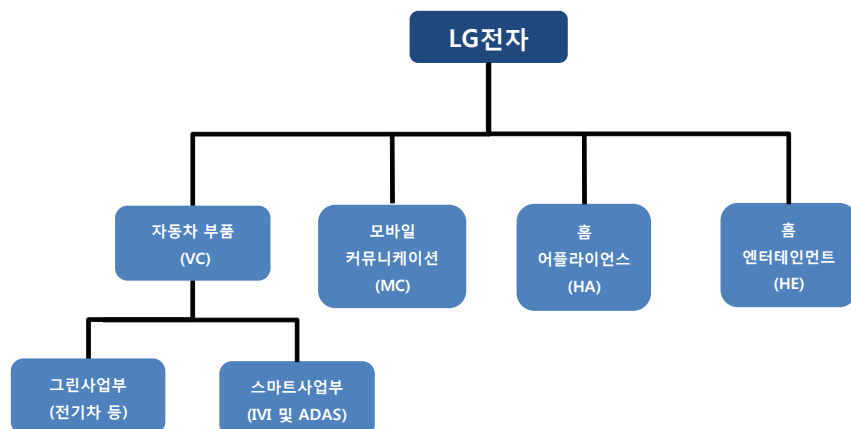 LG전자
자동차 부품
(VC)
모바일
커뮤니케이션
(MC)
홈
어플라이언스
(HA)
홈
엔터테인먼트
(HE)
그린사업부
(전기차 등)
스마트사업부
(IVI 및 ADAS)